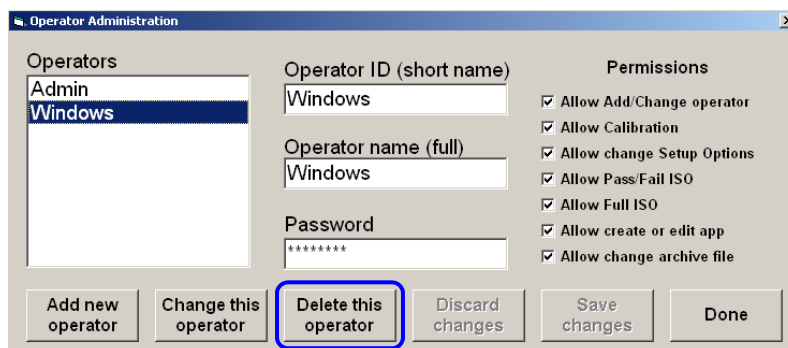 Operator Administration
Operators
Admin
Windows
Operator ID (short name)
Windows
Operator name (full)
Windows
Password
********
Permissions
Allow Add/Change operator
Allow Calibration
Allow change Setup Options
Allow Pass/Fail ISO
Allow Full ISO
Allow create or edit app
Allow change archive file
Add new
operator
Change this
operator
Delete this
operator
Discard
changes
Save
changes
Done